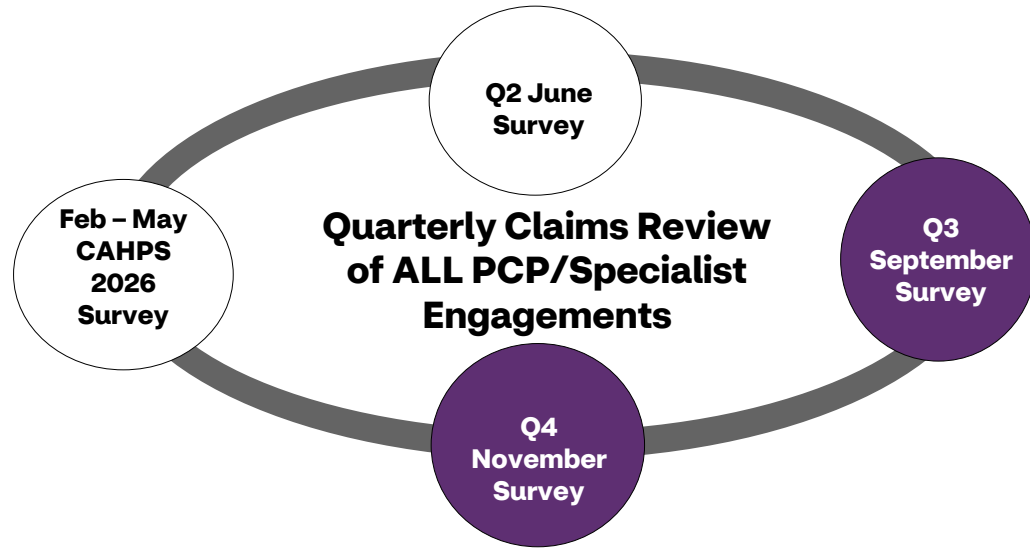 Q2 June
Survey
Feb – May
CAHPS
2026
Survey
Quarterly Claims Review
of ALL PCP/Specialist
Engagements
Q3
September
Survey
Q4
November
Survey